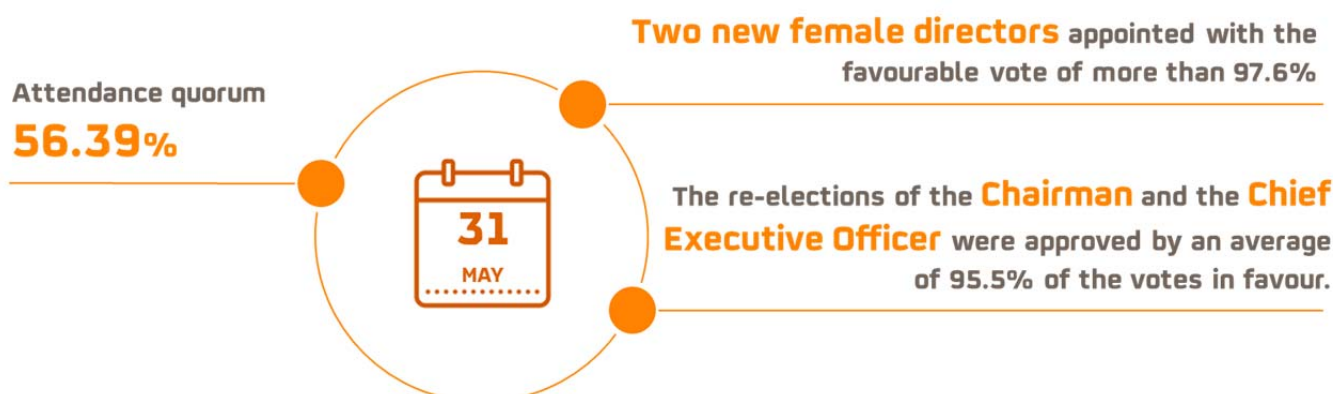 Attendance quorum
56.39%
31
MAY
Two new female directors appointed with the
favourable vote of more than 97.6%
The re-elections of the Chairman and the Chief
Executive Officer were approved by an average
of 95.5% of the votes in favour.